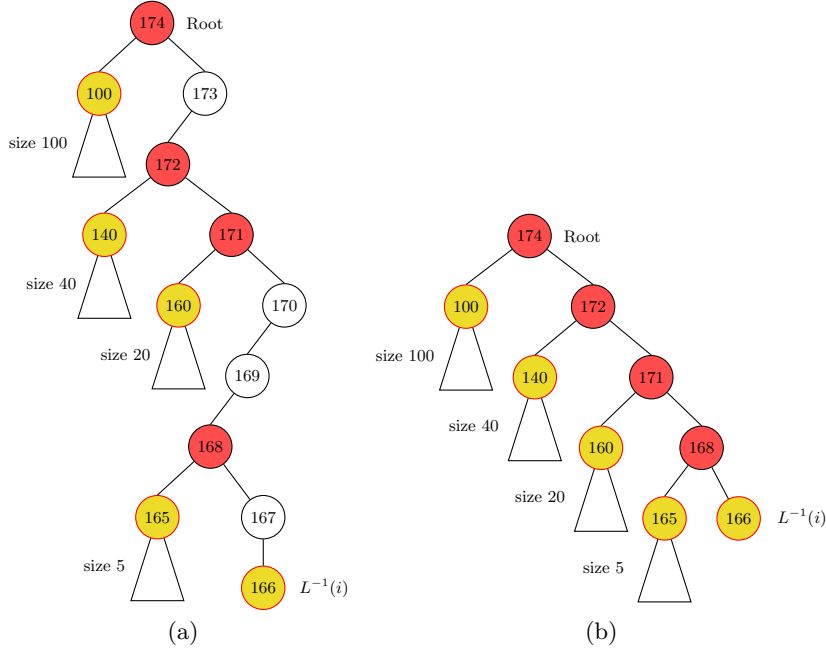 174 Root
100 173
size 100
172
140 171
size 40
160 170
size 20
169
168
165 167
size 5
166 L⁻¹(i)
(a)
174 Root
100 172
size 100
140 171
size 40
160 168
size 20
165 166 L⁻¹(i)
size 5
(b)